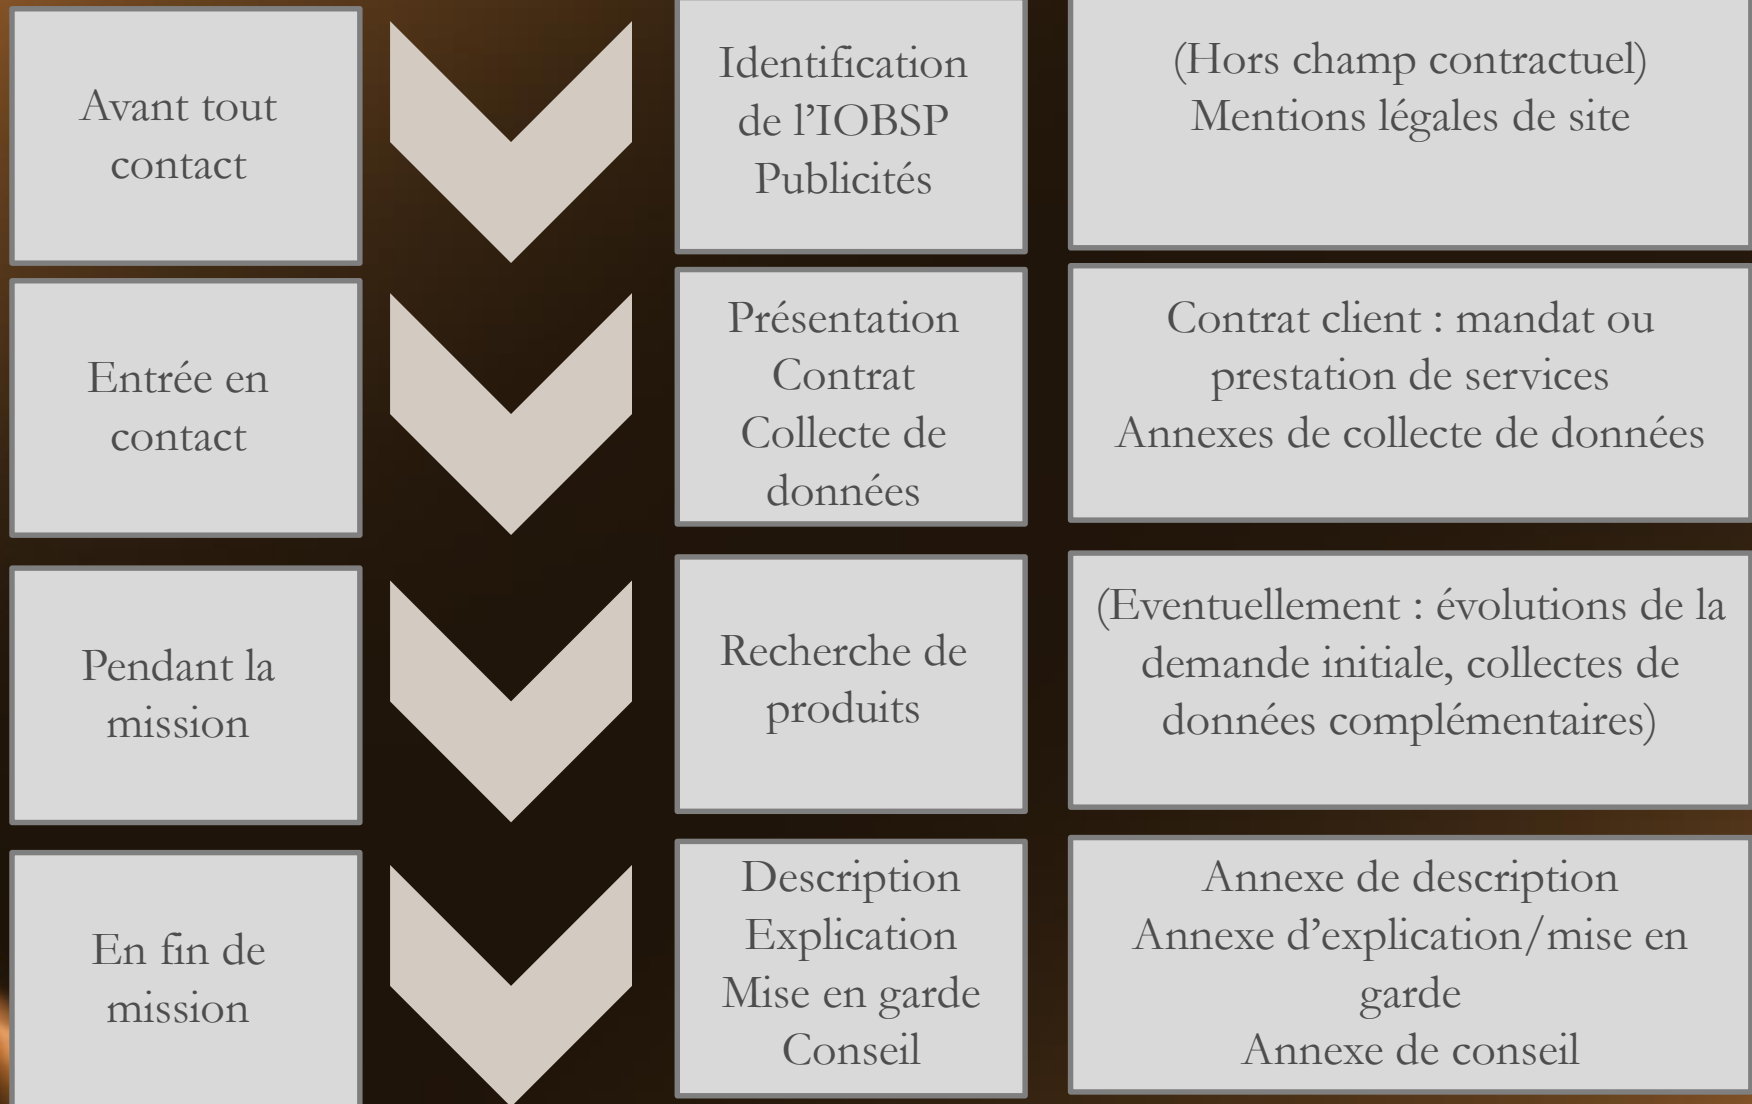 Avant tout
contact
Identification
de l’IOBSP
Publicités
(Hors champ contractuel)
Mentions légales de site
Entrée en
contact
Présentation
Contrat
Collecte de
données
Contrat client : mandat ou
prestation de services
Annexes de collecte de données
Pendant la
mission
Recherche de
produits
(Eventuellement : évolutions de la
demande initiale, collectes de
données complémentaires)
En fin de
mission
Description
Explication
Mise en garde
Conseil
Annexe de description
Annexe d’explication/mise en
garde
Annexe de conseil